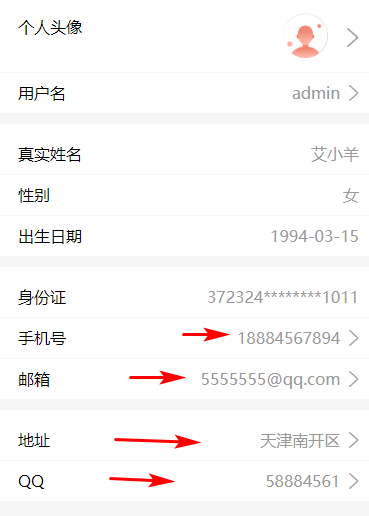 个人头像
用户名 admin
真实姓名 艾小羊
性别 女
出生日期 1994-03-15
身份证 372324********1011
手机号 18884567894
邮箱 5555555@qq.com
地址 天津南开区
QQ 58884561